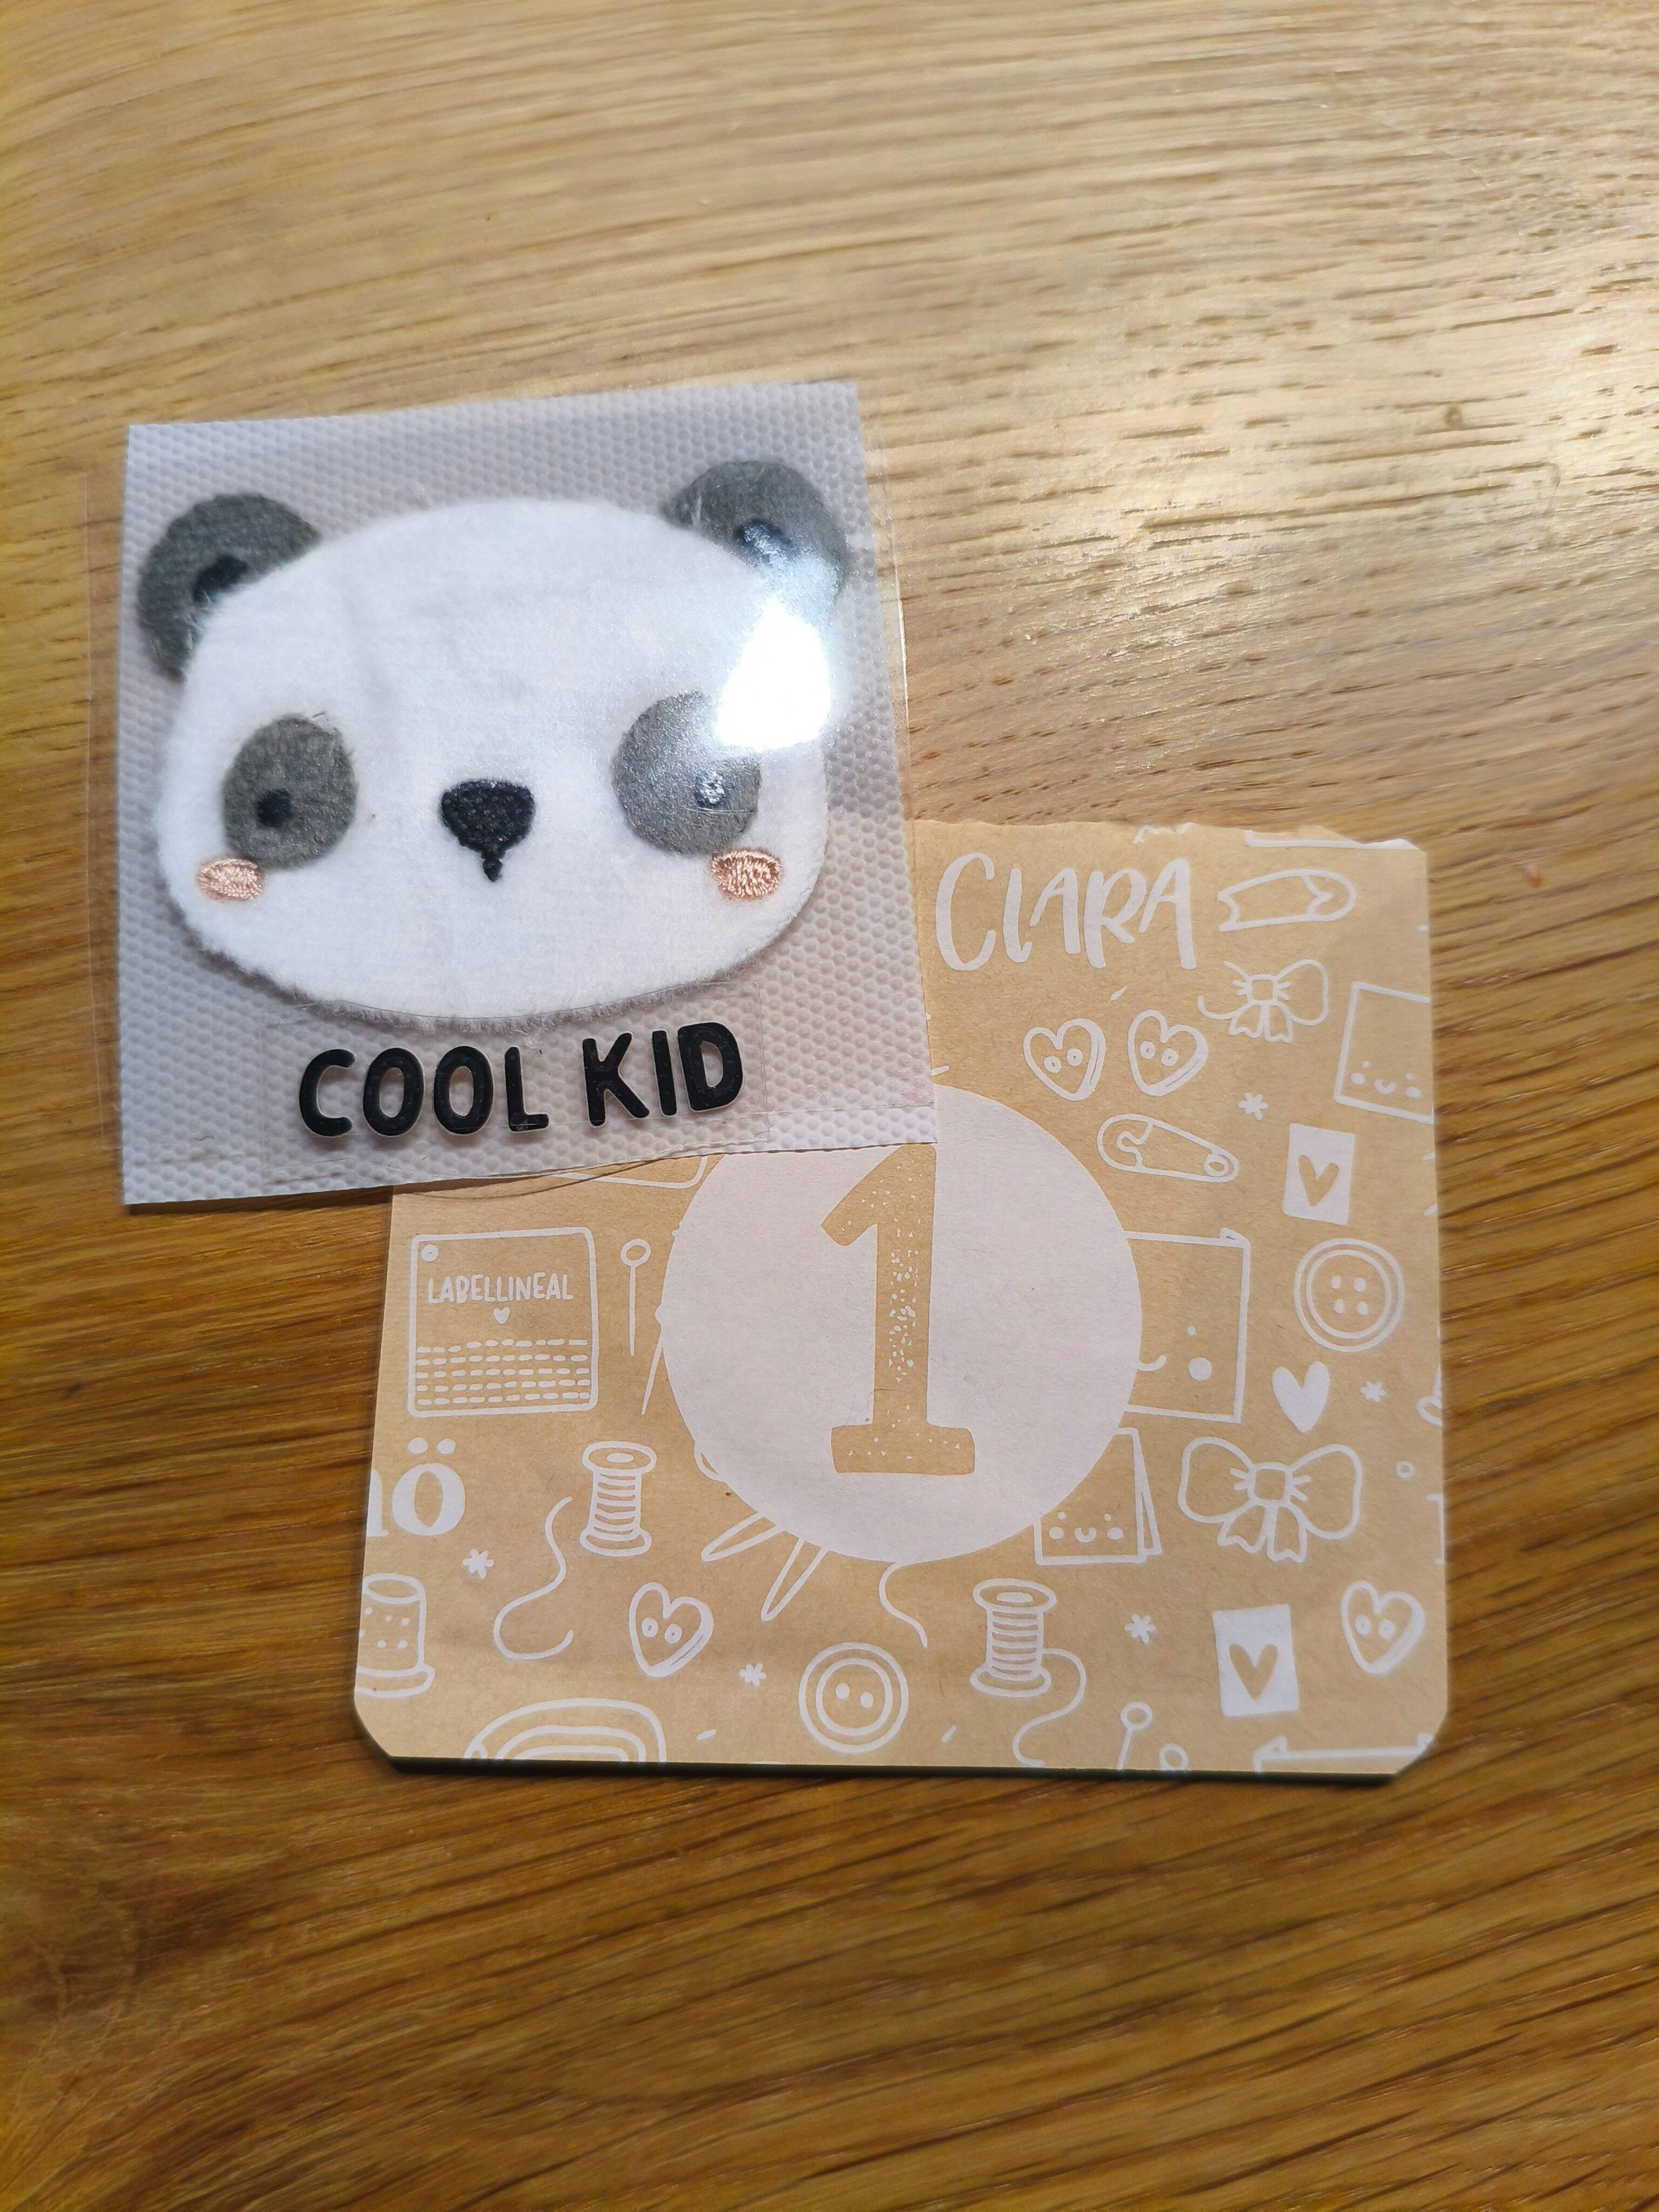 COOL KID
CLARA
1
LABELLINEAL
nö